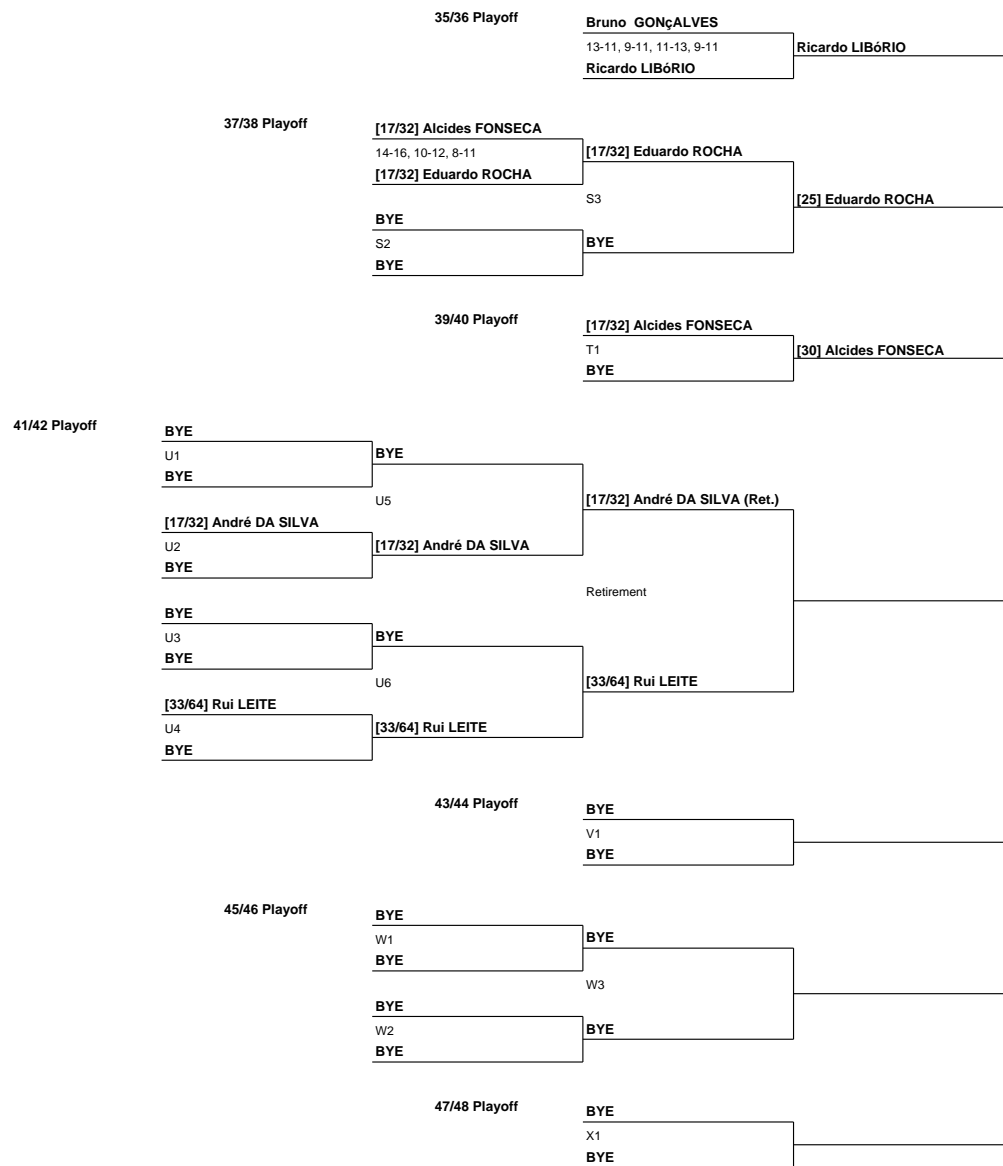 35/36 Playoff
Bruno  GONçALVES
13-11, 9-11, 11-13, 9-11
Ricardo LIBóRIO
Ricardo LIBóRIO
37/38 Playoff
[17/32] Alcides FONSECA
14-16, 10-12, 8-11
[17/32] Eduardo ROCHA
[17/32] Eduardo ROCHA
S3
[25] Eduardo ROCHA
BYE
S2
BYE
BYE
39/40 Playoff
[17/32] Alcides FONSECA
T1
[30] Alcides FONSECA
BYE
41/42 Playoff
BYE
U1
BYE
BYE
U5
[17/32] André DA SILVA (Ret.)
[17/32] André DA SILVA
U2
[17/32] André DA SILVA
BYE
Retirement
BYE
U3
BYE
BYE
U6
[33/64] Rui LEITE
[33/64] Rui LEITE
U4
[33/64] Rui LEITE
BYE
43/44 Playoff
BYE
V1
BYE
45/46 Playoff
BYE
W1
BYE
BYE
W3
BYE
W2
BYE
BYE
47/48 Playoff
BYE
X1
BYE